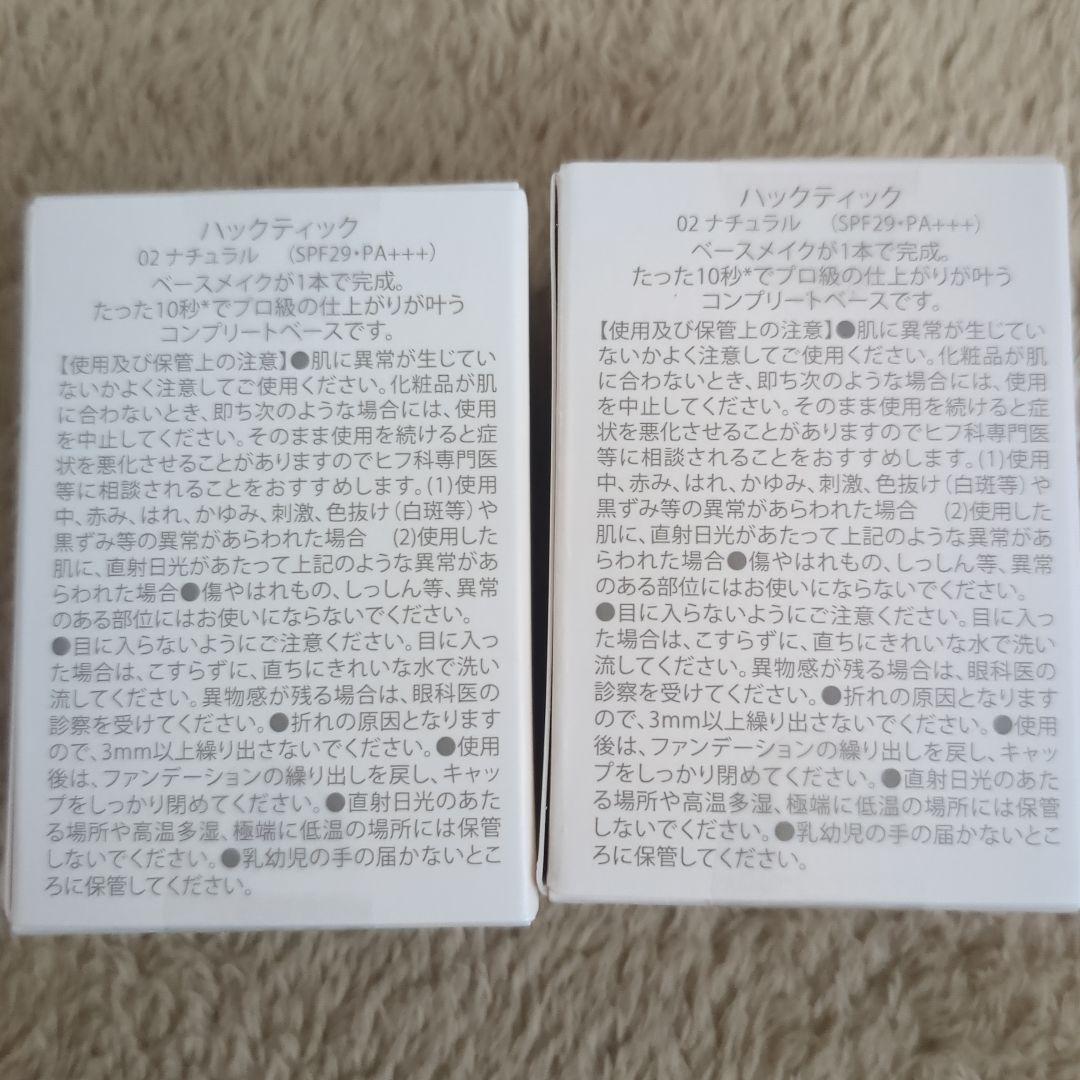 ハックティック
02 ナチュラル （SPF29・PA+++）
ベースメイクが1本で完成。
たった10秒*でプロ級の仕上がりが叶う
コンプリートベースです。
【使用及び保管上の注意】●肌に異常が生じてい
ないかよく注意してご使用ください。化粧品が肌
に合わないとき、即ち次のような場合には、使用
を中止してください。そのまま使用を続けると症
状を悪化させることがありますのでヒフ科専門医
等に相談されることをおすすめします。(1)使用
中、赤み、はれ、かゆみ、刺激、色抜け（白斑等）や
黒ずみ等の異常があらわれた場合 (2)使用した
肌に、直射日光があたって上記のような異常があ
らわれた場合●傷やはれもの、しっしん等、異常
のある部位にはお使いにならないでください。
●目に入らないようにご注意ください。目に入っ
た場合は、こすらずに、直ちにきれいな水で洗い
流してください。異物感が残る場合は、眼科医の
診察を受けてください。●折れの原因となります
ので、3mm以上繰り出さないでください。●使用
後は、ファンデーションの繰り出しを戻し、キャッ
プをしっかり閉めてください。●直射日光のあた
る場所や高温多湿、極端に低温の場所には保管
しないでください。●乳幼児の手の届かないとこ
ろに保管してください。
ハックティック
02 ナチュラル （SPF29・PA+++）
ベースメイクが1本で完成。
たった10秒*でプロ級の仕上がりが叶う
コンプリートベースです。
【使用及び保管上の注意】●肌に異常が生じてい
ないかよく注意してご使用ください。化粧品が肌
に合わないとき、即ち次のような場合には、使用
を中止してください。そのまま使用を続けると症
状を悪化させることがありますのでヒフ科専門医
等に相談されることをおすすめします。(1)使用
中、赤み、はれ、かゆみ、刺激、色抜け（白斑等）や
黒ずみ等の異常があらわれた場合 (2)使用した
肌に、直射日光があたって上記のような異常があ
らわれた場合●傷やはれもの、しっしん等、異常
のある部位にはお使いにならないでください。
●目に入らないようにご注意ください。目に入っ
た場合は、こすらずに、直ちにきれいな水で洗い
流してください。異物感が残る場合は、眼科医の
診察を受けてください。●折れの原因となります
ので、3mm以上繰り出さないでください。●使用
後は、ファンデーションの繰り出しを戻し、キャッ
プをしっかり閉めてください。●直射日光のあた
る場所や高温多湿、極端に低温の場所には保管
しないでください。●乳幼児の手の届かないとこ
ろに保管してください。